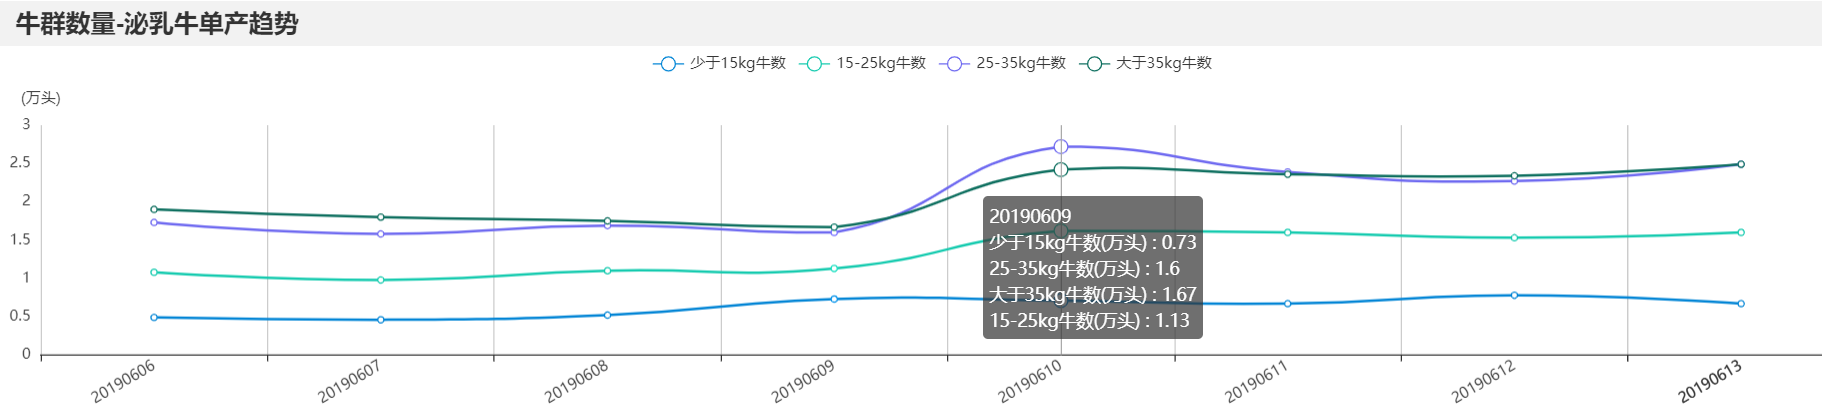 牛群数量-泌乳牛单产趋势
少于15kg牛数 15-25kg牛数 25-35kg牛数 大于35kg牛数
(万头)
3
2.5
2
1.5
1
0.5
0
20190609
少于15kg牛数(万头) : 0.73
25-35kg牛数(万头) : 1.6
大于35kg牛数(万头) : 1.67
15-25kg牛数(万头) : 1.13
20190606 20190607 20190608 20190609 20190610 20190611 20190612 20190613